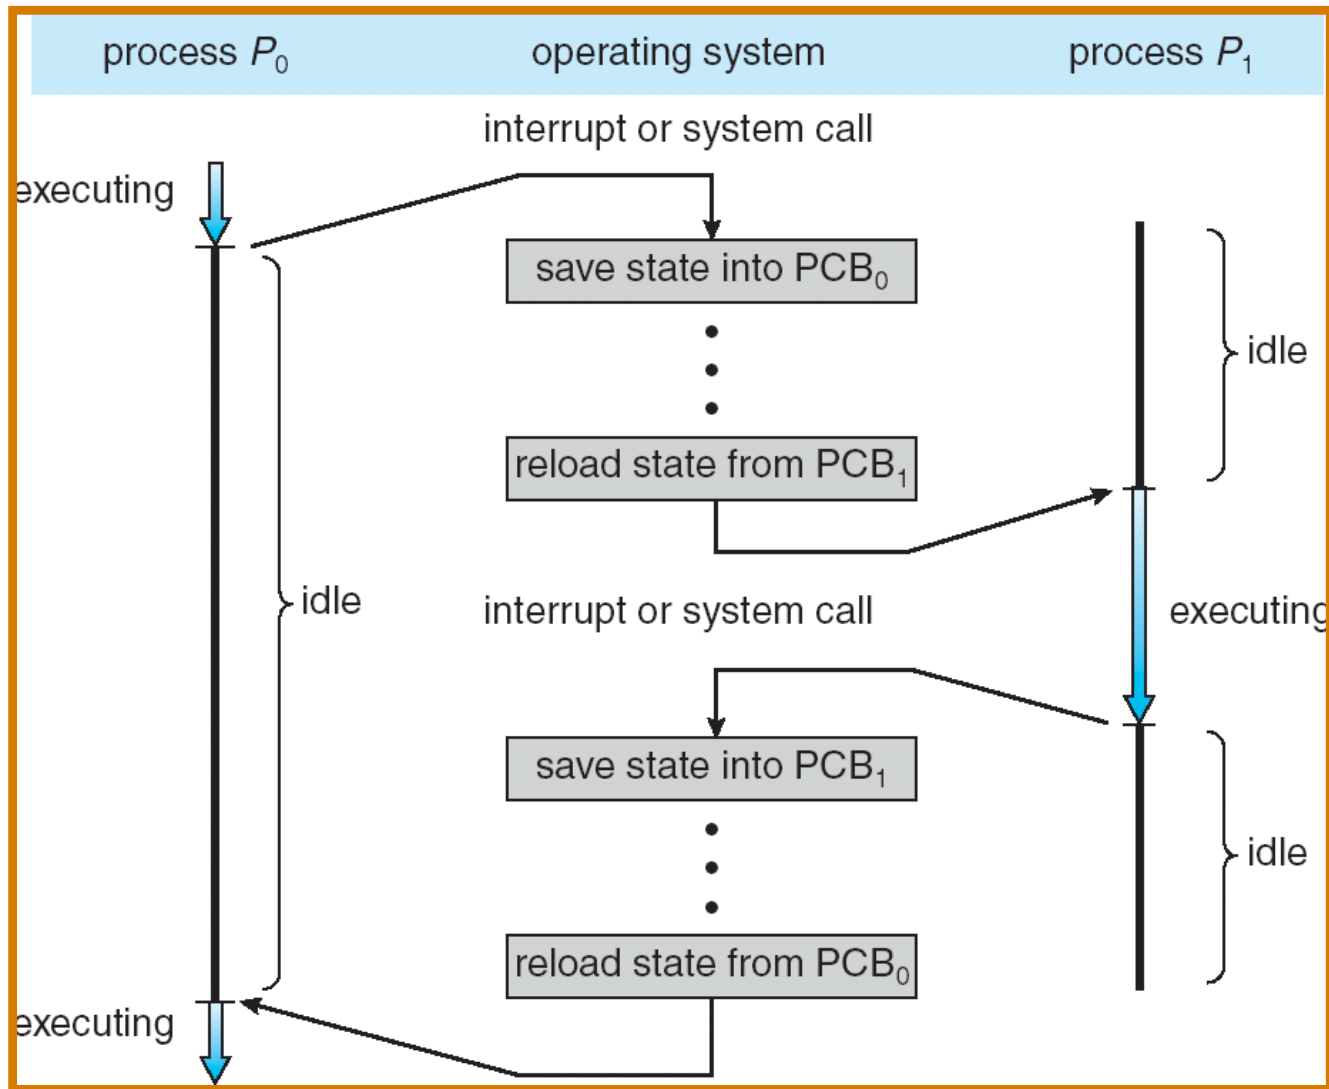 process P₀ operating system process P₁
interrupt or system call
executing
save state into PCB₀
idle
reload state from PCB₁
idle
interrupt or system call
executing
save state into PCB₁
idle
reload state from PCB₀
executing